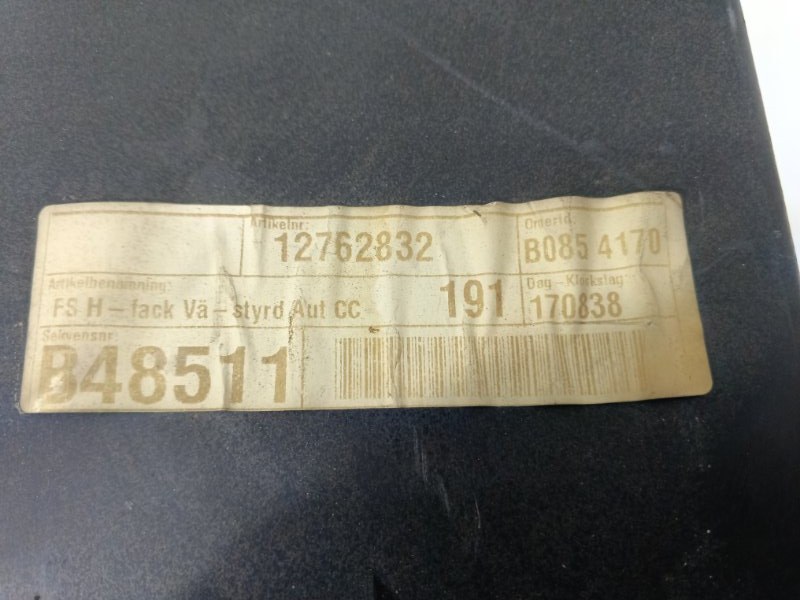 Artikelnr:
12762832
Orderid:
B085 4170
Artikelbenämning:
FS H-fack Vä-styrd Aut CC
191
Dag - Klockslag:
170838
Sekvensnr:
B48511